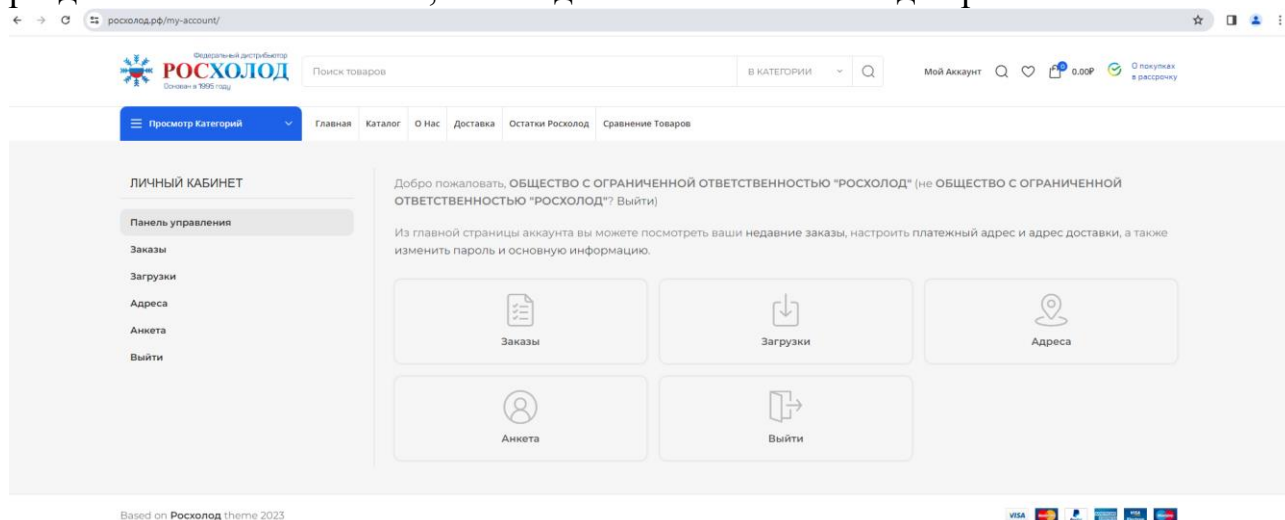 росхолод.рф/my-account/
Федеральный дистрибьютор
РОСХОЛОД
Основан в 1995 году
Поиск товаров
В КАТЕГОРИИ
Мой Аккаунт
0
0.00₽
О покупках
в рассрочку
Просмотр Категорий
Главная Каталог О Нас Доставка Остатки Росхолод Сравнение Товаров
ЛИЧНЫЙ КАБИНЕТ
Панель управления
Заказы
Загрузки
Адреса
Анкета
Выйти
Добро пожаловать, ОБЩЕСТВО С ОГРАНИЧЕННОЙ ОТВЕТСТВЕННОСТЬЮ "РОСХОЛОД" (не ОБЩЕСТВО С ОГРАНИЧЕННОЙ
ОТВЕТСТВЕННОСТЬЮ "РОСХОЛОД"? Выйти)
Из главной страницы аккаунта вы можете посмотреть ваши недавние заказы, настроить платежный адрес и адрес доставки, а также
изменить пароль и основную информацию.
Заказы
Загрузки
Адреса
Анкета
Выйти
Based on Росхолод theme 2023
VISA